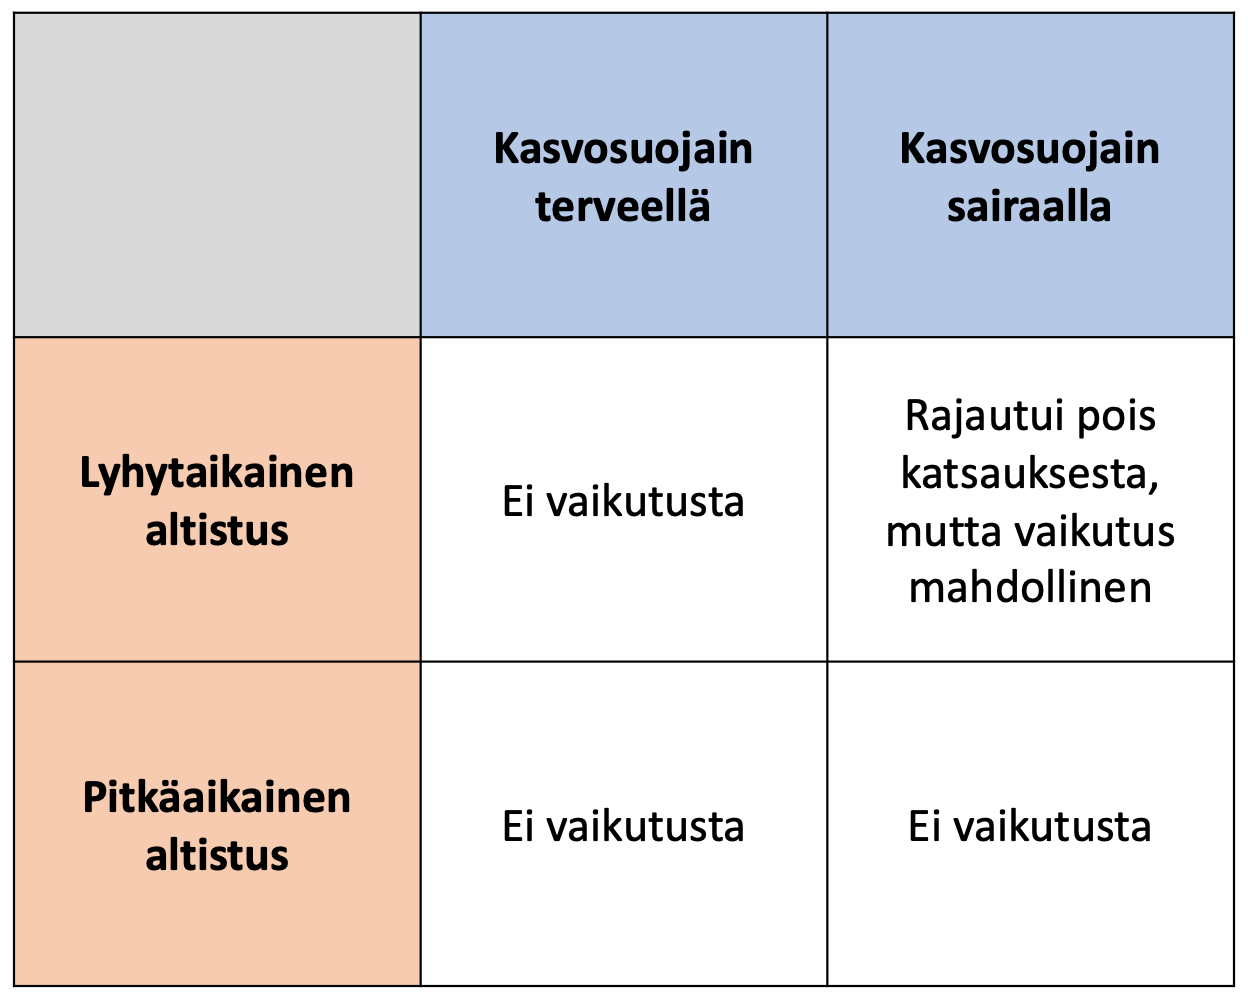 Kasvosuojain
terveellä
Kasvosuojain
sairaalla
Lyhytaikainen
altistus
Ei vaikutusta
Rajautui pois
katsauksesta,
mutta vaikutus
mahdollinen
Pitkäaikainen
altistus
Ei vaikutusta
Ei vaikutusta